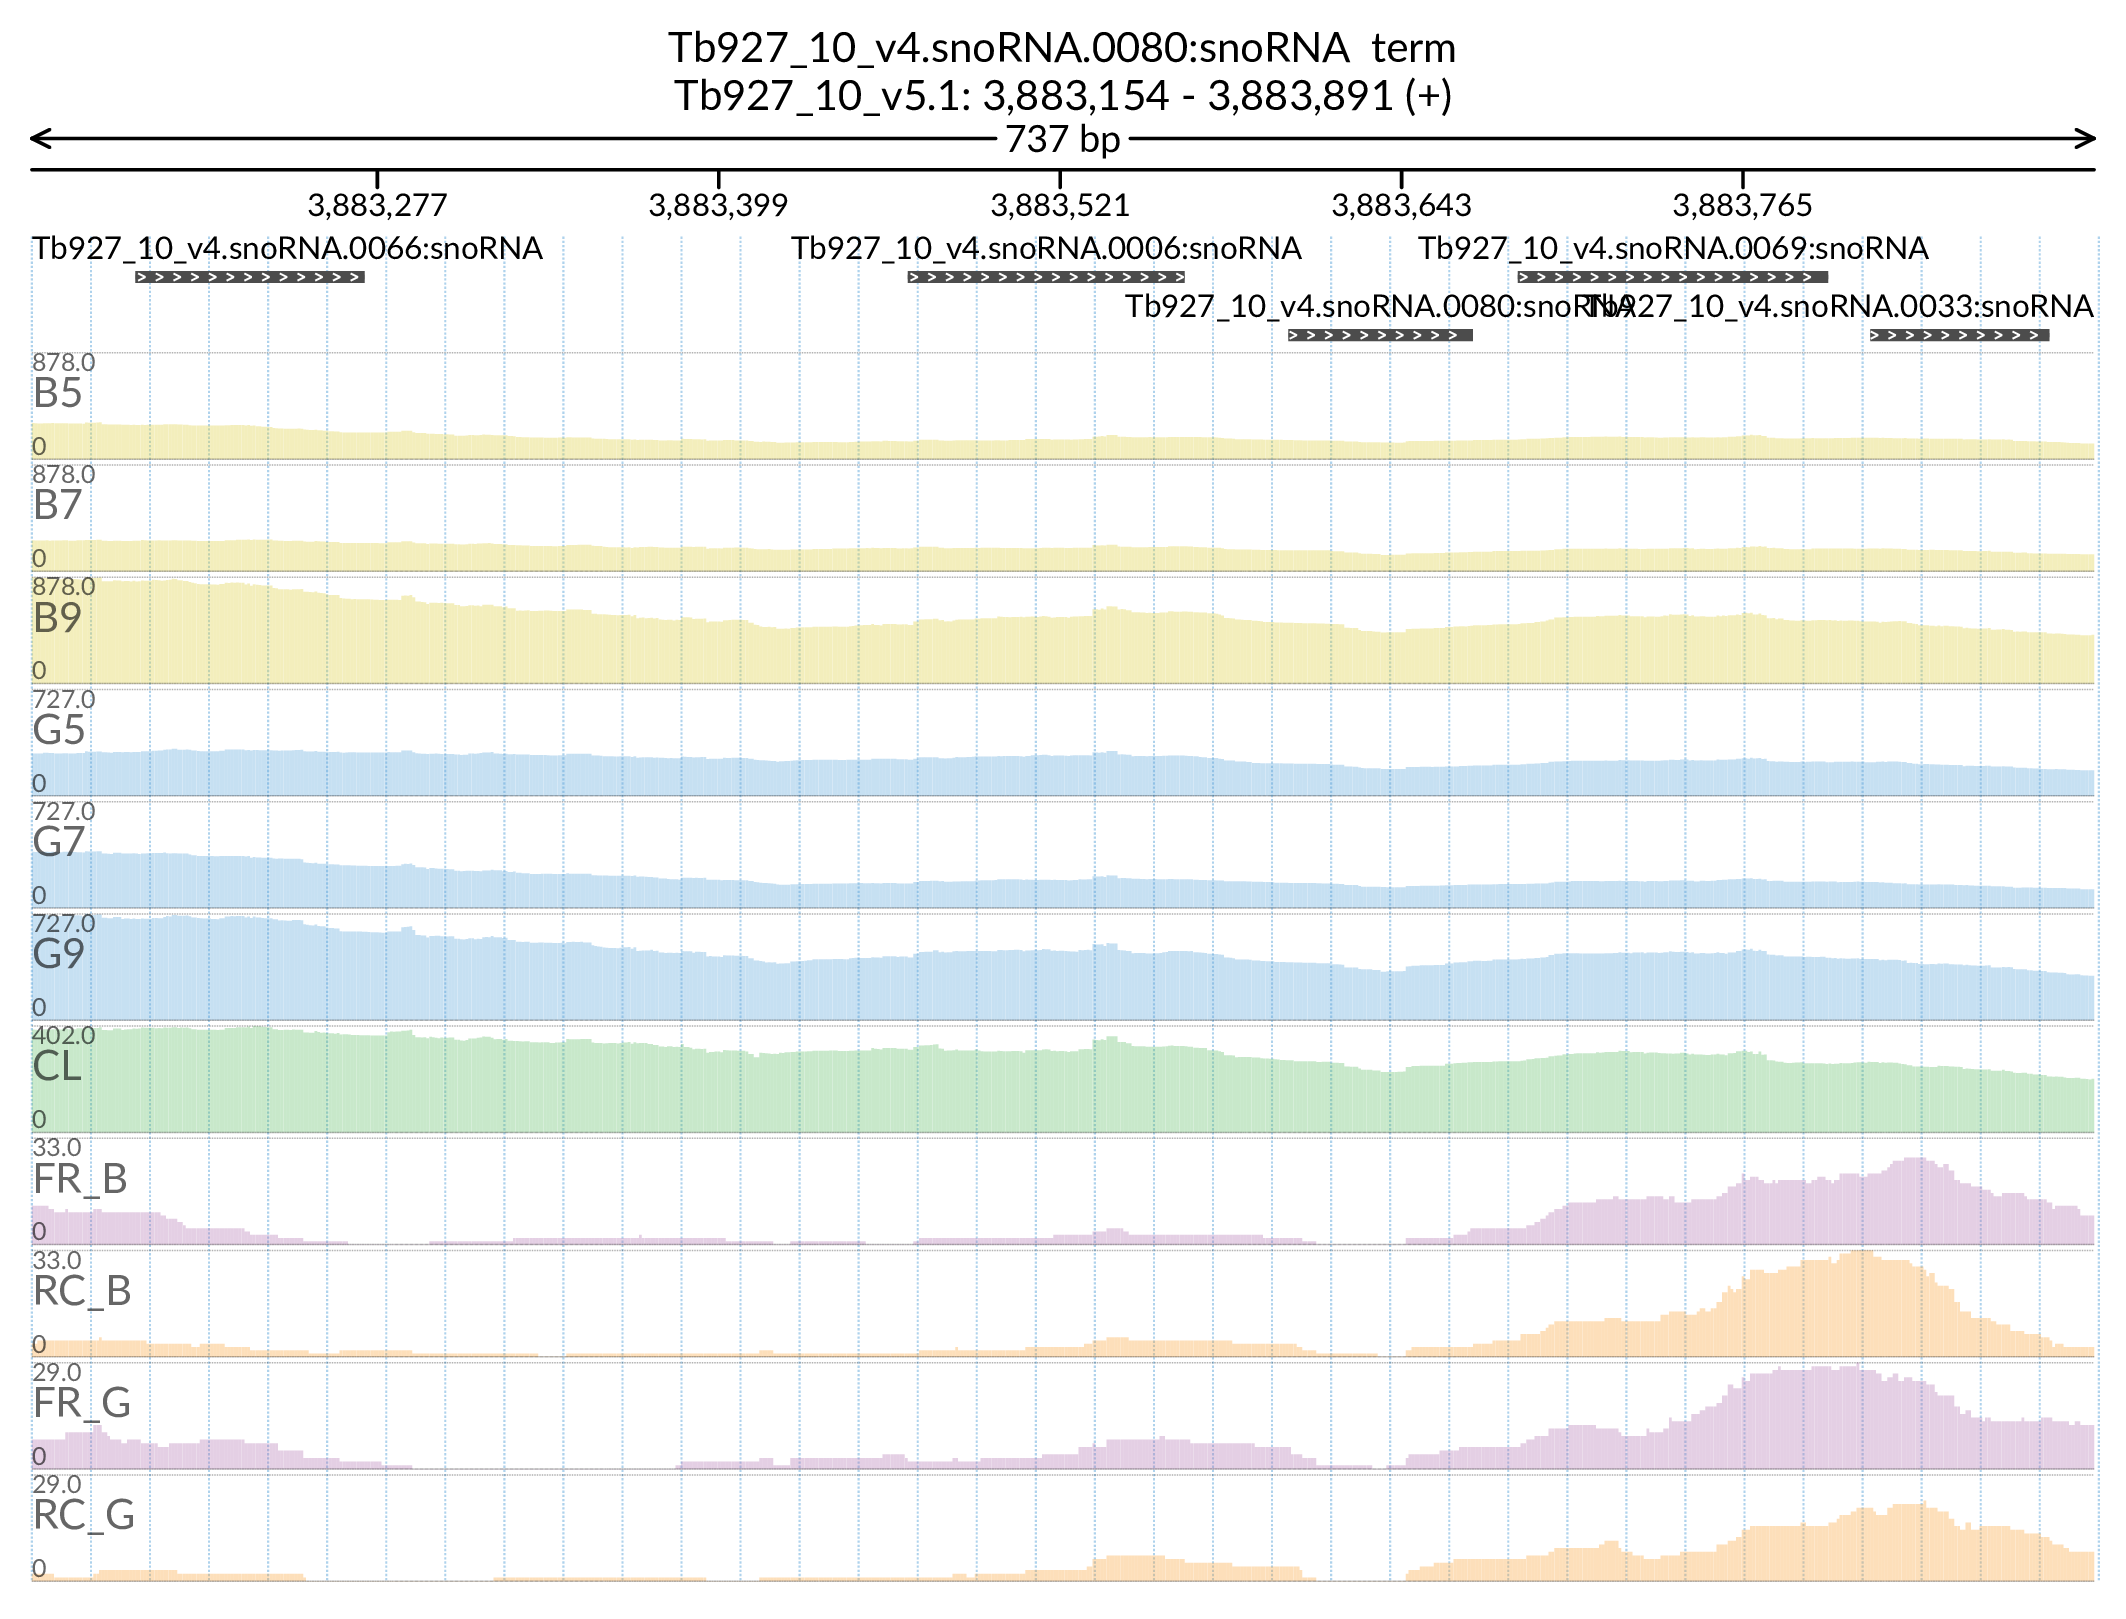 Tb927_10_v4.snoRNA.0080:snoRNA term
Tb927_10_v5.1: 3,883,154 - 3,883,891 (+)
737 bp
3,883,277 3,883,399 3,883,521 3,883,643 3,883,765
Tb927_10_v4.snoRNA.0066:snoRNA Tb927_10_v4.snoRNA.0006:snoRNA Tb927_10_v4.snoRNA.0069:snoRNA
Tb927_10_v4.snoRNA.0080:snoRNA Tb927_10_v4.snoRNA.0033:snoRNA
878.0
B5
0
878.0
B7
0
878.0
B9
0
727.0
G5
0
727.0
G7
0
727.0
G9
0
402.0
CL
0
33.0
FR_B
0
33.0
RC_B
0
29.0
FR_G
0
29.0
RC_G
0